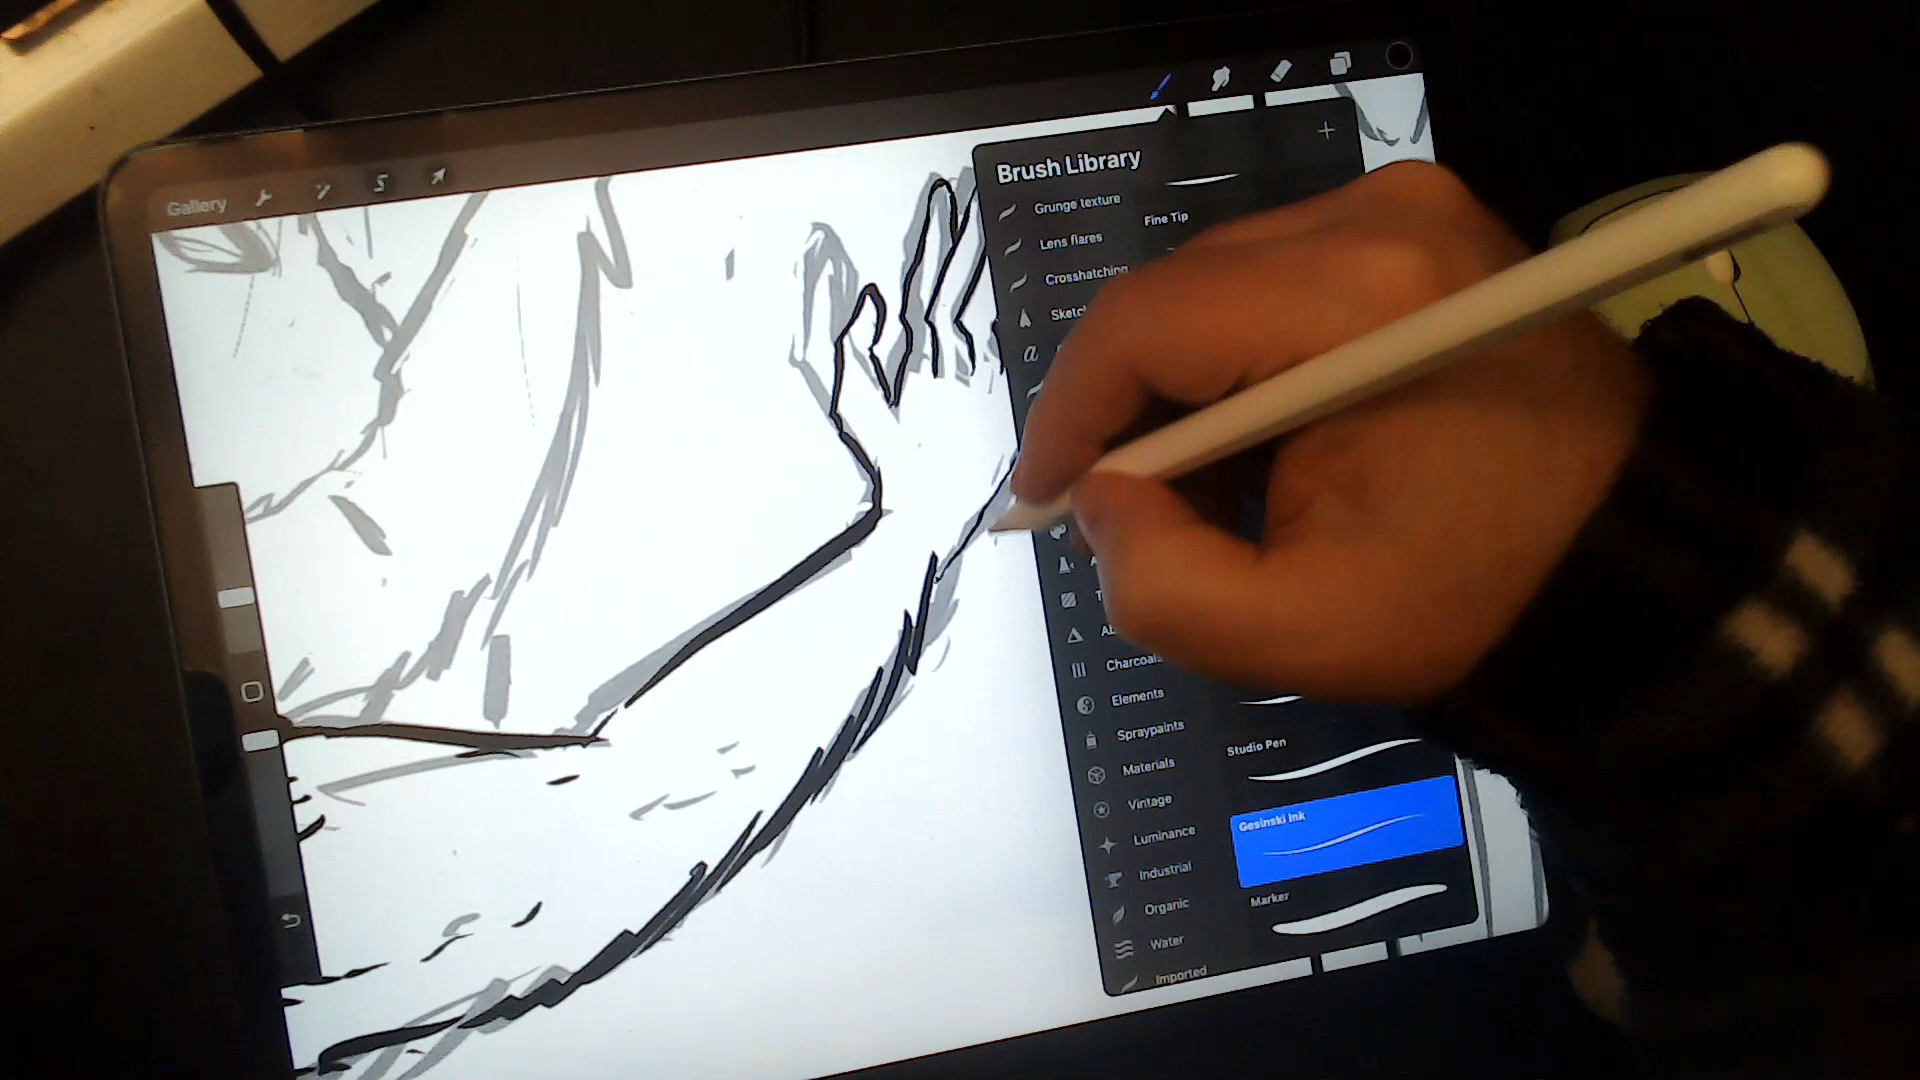 Gallery
Brush Library
Grunge texture
Fine Tip
Lens flares
Crosshatching
Charcoals
Elements
Spraypaints
Studio Pen
Materials
Vintage
Gesinski Ink
Luminance
Industrial
Marker
Organic
Water
Imported